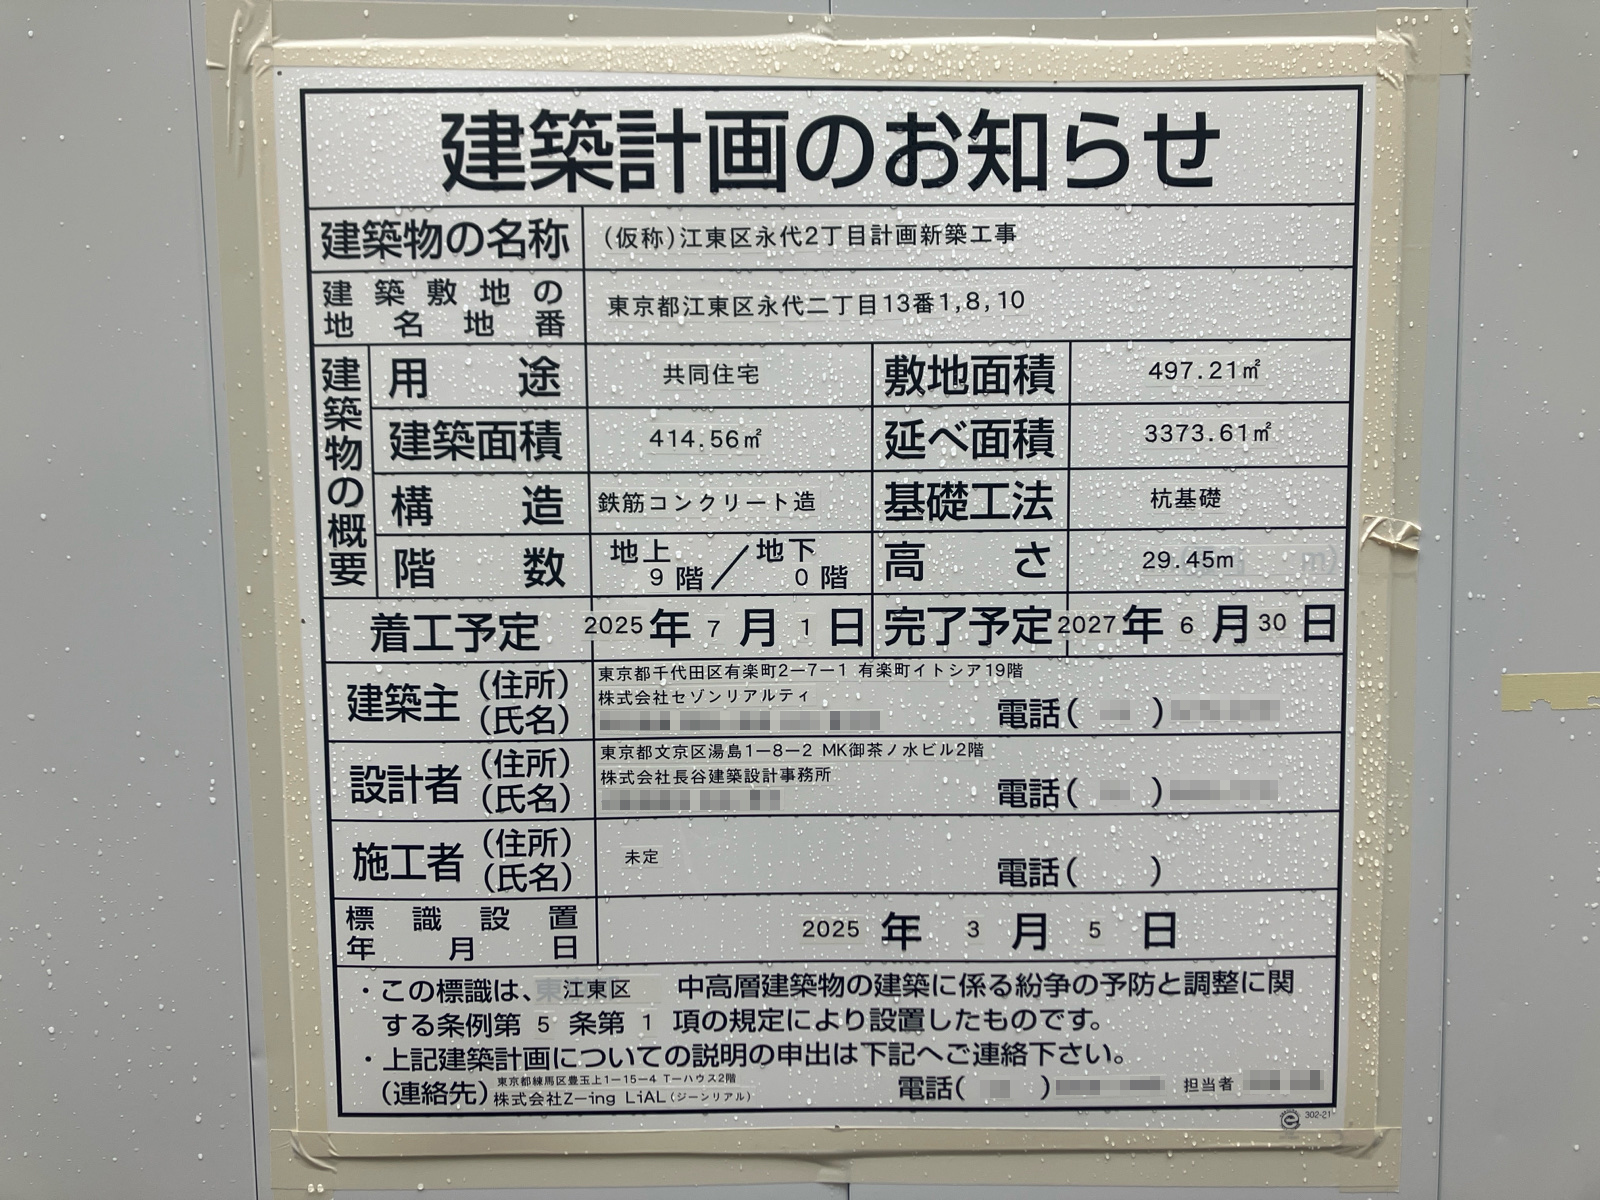 建築計画のお知らせ
建築物の名称 (仮称)江東区永代2丁目計画新築工事
建築敷地の地名地番 東京都江東区永代二丁目13番1,8,10
建築物の概要
用途 共同住宅 敷地面積 497.21㎡
建築面積 414.56㎡ 延べ面積 3373.61㎡
構造 鉄筋コンクリート造 基礎工法 杭基礎
階数 地上9階/地下0階 高さ 29.45m
着工予定 2025年7月1日 完了予定 2027年6月30日
建築主(住所)(氏名)
東京都千代田区有楽町2-7-1 有楽町イトシア19階
株式会社セゾンリアルティ
電話( )
設計者(住所)(氏名)
東京都文京区湯島1-8-2 MK御茶ノ水ビル2階
株式会社長谷建築設計事務所
電話( )
施工者(住所)(氏名) 未定 電話( )
標識設置年月日 2025年3月5日
・この標識は、江東区 中高層建築物の建築に係る紛争の予防と調整に関
する条例第5条第1項の規定により設置したものです。
・上記建築計画についての説明の申出は下記へご連絡下さい。
(連絡先) 東京都練馬区豊玉上1-15-4 T-ハウス2階
株式会社Z-ing LiAL(ジーンリアル) 電話( ) 担当者
302-21